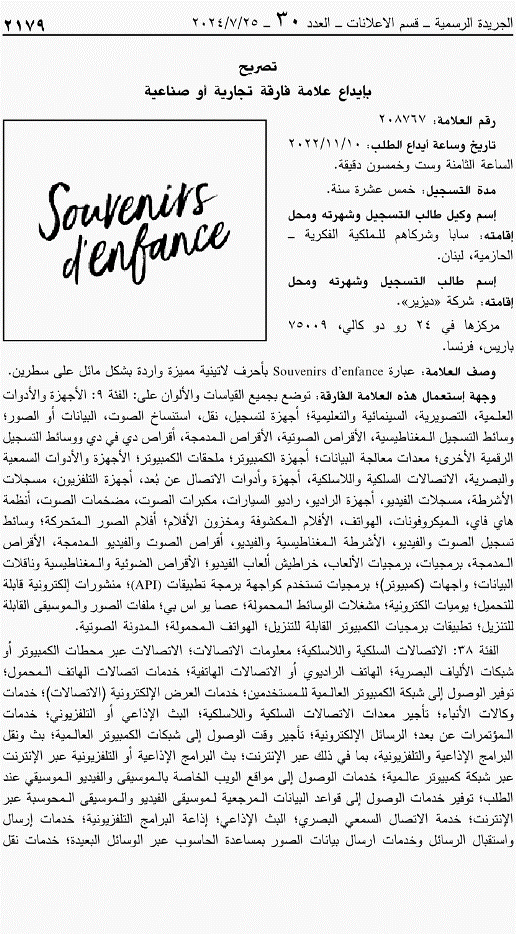 الجريدة الرسمية ـ قسم الاعلانات ـ العدد ٣٠ ـ ٢٠٢٤/٧/٢٥
٢١٧٩
تصريح
بإيداع علامة فارقة تجارية أو صناعية
رقم العلامة: ٢٠٨٧٦٧
تاريخ وساعة أيداع الطلب: ٢٠٢٢/١١/١٠
الساعة الثامنة وست وخمسون دقيقة.
مدة التسجيل: خمس عشرة سنة.
إسم وكيل طالب التسجيل وشهرته ومحل
إقامته: سابا وشركاهم للملكية الفكرية ـ
الحازمية، لبنان.
إسم طالب التسجيل وشهرته ومحل
إقامته: شركة «ديزير».
مركزها في ٢٤ رو دو كالي، ٧٥٠٠٩
باريس، فرنسا.
Souvenirs
d'enfance
وصف العلامة: عبارة Souvenirs d'enfance بأحرف لاتينية مميزة واردة بشكل مائل على سطرين.
وجهة إستعمال هذه العلامة الفارقة: توضع بجميع القياسات والألوان على: الفئة ٩: الأجهزة والأدوات
العلمية، التصويرية، السينمائية والتعليمية؛ أجهزة لتسجيل، نقل، استنساخ الصوت، البيانات أو الصور؛
وسائط التسجيل المغناطيسية، الأقراص الصوتية، الأقراص المدمجة، أقراص دي في دي ووسائط التسجيل
الرقمية الأخرى؛ معدات معالجة البيانات؛ أجهزة الكمبيوتر؛ ملحقات الكمبيوتر؛ الأجهزة والأدوات السمعية
والبصرية، الاتصالات السلكية واللاسلكية، أجهزة وأدوات الاتصال عن بُعد، أجهزة التلفزيون، مسجلات
الأشرطة، مسجلات الفيديو، أجهزة الراديو، راديو السيارات، مكبرات الصوت، مضخمات الصوت، أنظمة
هاي فاي، الميكروفونات، الهواتف، الأفلام المكشوفة ومخزون الأفلام؛ أفلام الصور المتحركة؛ وسائط
تسجيل الصوت والفيديو، الأشرطة المغناطيسية والفيديو، أقراص الصوت والفيديو المدمجة، الأقراص
المدمجة، برمجيات، برمجيات الألعاب، خراطيش ألعاب الفيديو؛ الأقراص الضوئية والمغناطيسية وناقلات
البيانات؛ واجهات (كمبيوتر)؛ برمجيات تستخدم كواجهة برمجة تطبيقات (API)؛ منشورات إلكترونية قابلة
للتحميل؛ يوميات الكترونية؛ مشغلات الوسائط المحمولة؛ عصا يو اس بي؛ ملفات الصور والموسيقى القابلة
للتنزيل؛ تطبيقات برمجيات الكمبيوتر القابلة للتنزيل؛ الهواتف المحمولة؛ المدونة الصوتية.
الفئة ٣٨: الاتصالات السلكية واللاسلكية؛ معلومات الاتصالات؛ الاتصالات عبر محطات الكمبيوتر أو
شبكات الألياف البصرية؛ الهاتف الراديوي أو الاتصالات الهاتفية؛ خدمات اتصالات الهاتف المحمول؛
توفير الوصول إلى شبكة الكمبيوتر العالمية للمستخدمين؛ خدمات العرض الإلكترونية (الاتصالات)؛ خدمات
وكالات الأنباء؛ تأجير معدات الاتصالات السلكية واللاسلكية؛ البث الإذاعي أو التلفزيوني؛ خدمات
المؤتمرات عن بعد؛ الرسائل الإلكترونية؛ تأجير وقت الوصول إلى شبكات الكمبيوتر العالمية؛ بث ونقل
البرامج الإذاعية والتلفزيونية، بما في ذلك عبر الإنترنت؛ بث البرامج الإذاعية أو التلفزيونية عبر الإنترنت
عبر شبكة كمبيوتر عالمية؛ خدمات الوصول إلى مواقع الويب الخاصة بالموسيقى والفيديو الموسيقي عند
الطلب؛ توفير خدمات الوصول إلى قواعد البيانات المرجعية لموسيقى الفيديو والموسيقى المحوسبة عبر
الإنترنت؛ خدمة الاتصال السمعي البصري؛ البث الإذاعي؛ إذاعة البرامج التلفزيونية؛ خدمات إرسال
واستقبال الرسائل وخدمات ارسال بيانات الصور بمساعدة الحاسوب عبر الوسائل البعيدة؛ خدمات نقل